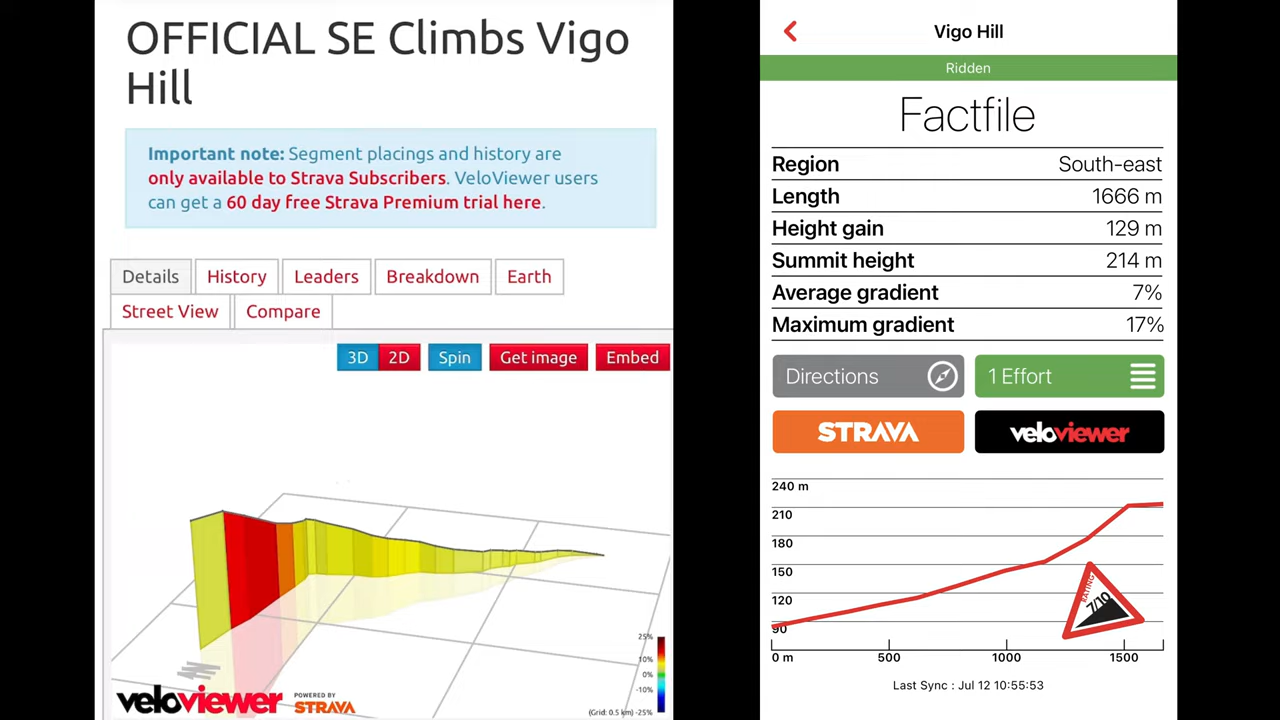 OFFICIAL SE Climbs Vigo
Hill
Important note: Segment placings and history are
only available to Strava Subscribers. VeloViewer users
can get a 60 day free Strava Premium trial here.
Details
History
Leaders
Breakdown
Earth
Street View
Compare
3D
2D
Spin
Get image
Embed
25%
10%
0%
-10%
(Grid: 0.5 km) -25%
veloviewer
POWERED BY
STRAVA
Vigo Hill
Ridden
Factfile
Region South-east
Length 1666 m
Height gain 129 m
Summit height 214 m
Average gradient 7%
Maximum gradient 17%
Directions
1 Effort
STRAVA
veloviewer
240 m
210
180
150
120
90
RATING
7/10
0 m 500 1000 1500
Last Sync : Jul 12 10:55:53